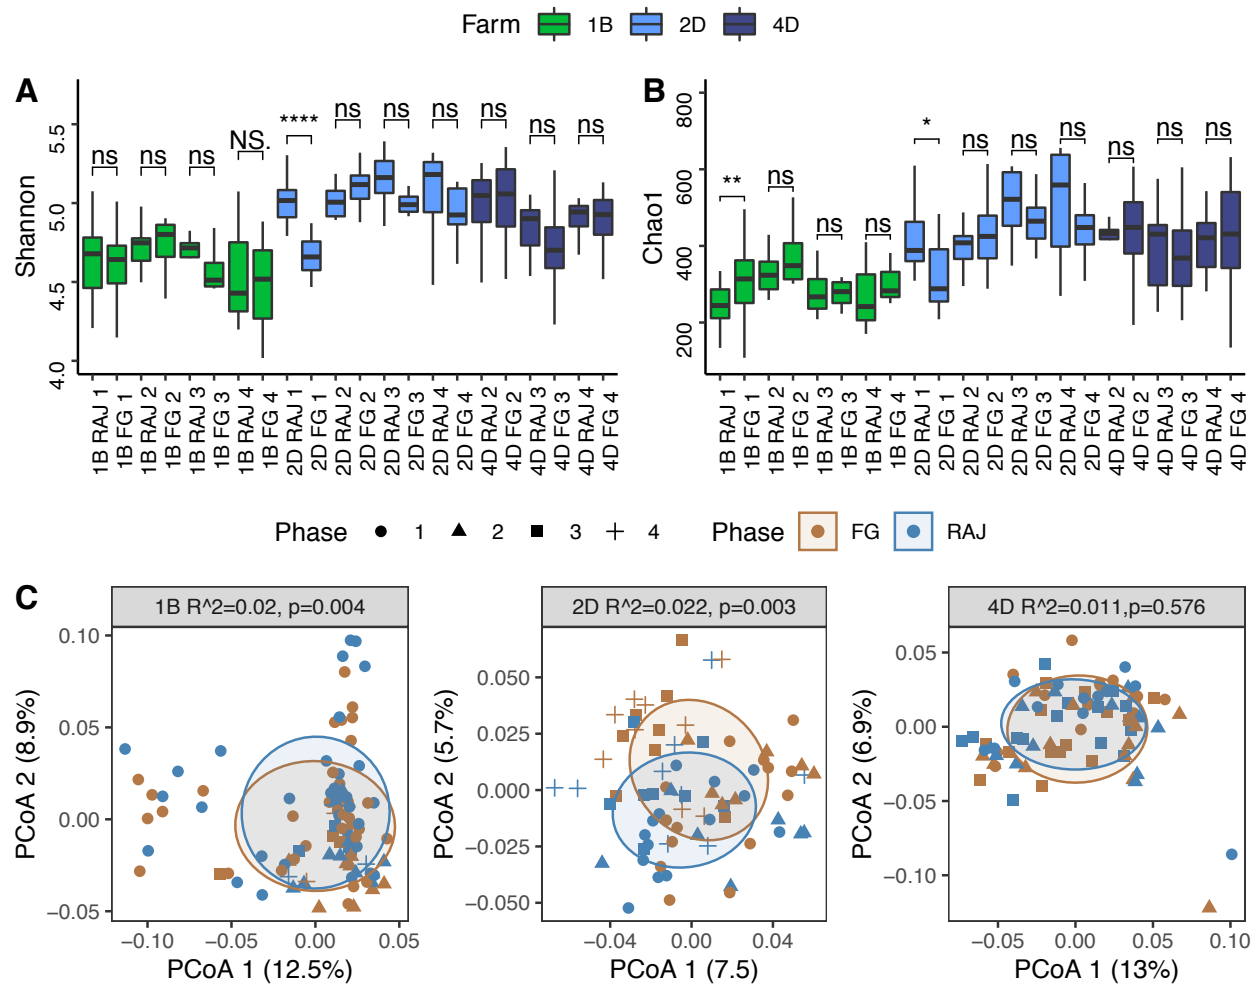 Farm 1B 2D 4D
A
Shannon
5.5
5.0
4.5
4.0
ns ns ns NS. **** ns ns ns ns ns ns
1B RAJ 1
1B FG 1
1B RAJ 2
1B FG 2
1B RAJ 3
1B FG 3
1B RAJ 4
1B FG 4
2D RAJ 1
2D FG 1
2D RAJ 2
2D FG 2
2D RAJ 3
2D FG 3
2D RAJ 4
2D FG 4
4D RAJ 2
4D FG 2
4D RAJ 3
4D FG 3
4D RAJ 4
4D FG 4
B
Chao1
800
600
400
200
** ns ns ns * ns ns ns ns ns ns
1B RAJ 1
1B FG 1
1B RAJ 2
1B FG 2
1B RAJ 3
1B FG 3
1B RAJ 4
1B FG 4
2D RAJ 1
2D FG 1
2D RAJ 2
2D FG 2
2D RAJ 3
2D FG 3
2D RAJ 4
2D FG 4
4D RAJ 2
4D FG 2
4D RAJ 3
4D FG 3
4D RAJ 4
4D FG 4
Phase 1 2 3 4 Phase FG RAJ
C
1B R^2=0.02, p=0.004
PCoA 2 (8.9%)
0.10
0.05
0.00
−0.05
−0.10 −0.05 0.00 0.05
PCoA 1 (12.5%)
2D R^2=0.022, p=0.003
PCoA 2 (5.7%)
0.050
0.025
0.000
−0.025
−0.050
−0.04 0.00 0.04
PCoA 1 (7.5)
4D R^2=0.011,p=0.576
PCoA 2 (6.9%)
0.05
0.00
−0.05
−0.10
−0.05 0.00 0.05 0.10
PCoA 1 (13%)